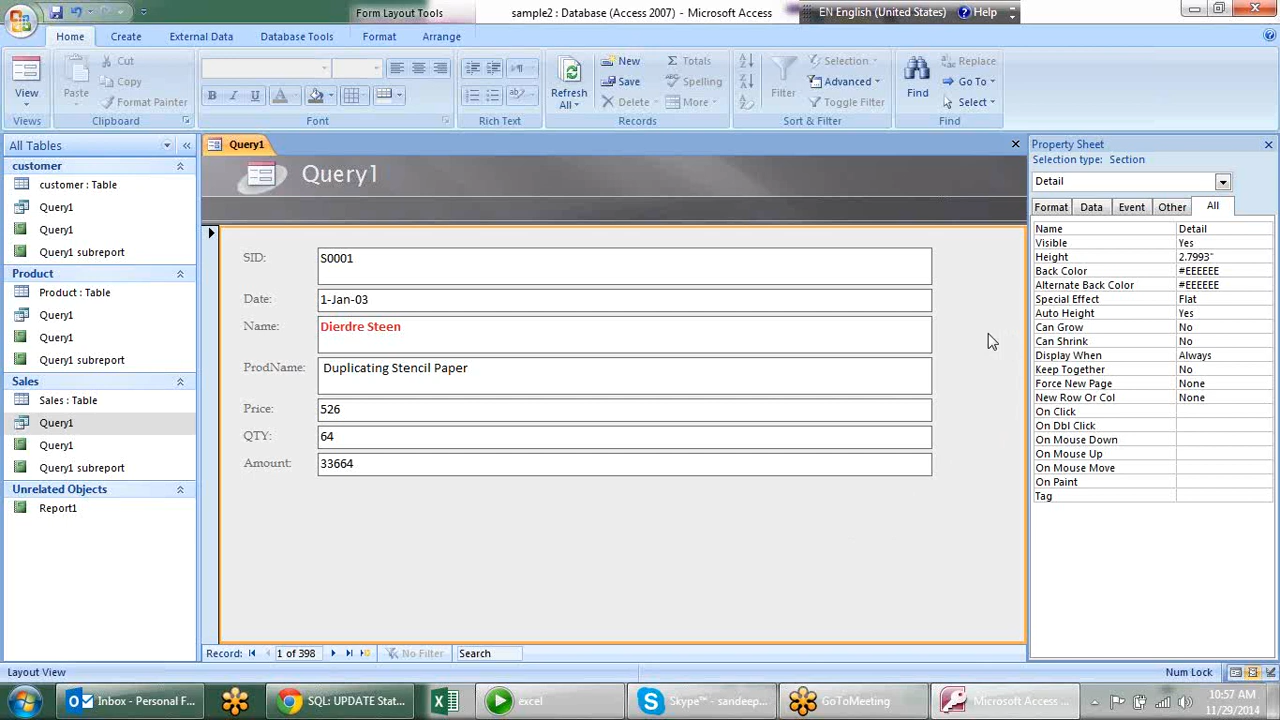 Form Layout Tools
sample2 : Database (Access 2007) - Microsoft Access
EN English (United States)
Help
Home
Create
External Data
Database Tools
Format
Arrange
View
Views
Paste
Cut
Copy
Format Painter
Clipboard
B I U
A
Font
Rich Text
Refresh
All
New
Save
Delete
Totals
Spelling
More
Records
Filter
Selection
Advanced
Toggle Filter
Sort & Filter
Find
Replace
Go To
Select
Find
All Tables
customer
customer : Table
Query1
Query1
Query1 subreport
Product
Product : Table
Query1
Query1
Query1 subreport
Sales
Sales : Table
Query1
Query1
Query1 subreport
Unrelated Objects
Report1
Query1
Query1
SID: S0001
Date: 1-Jan-03
Name: Dierdre Steen
ProdName: Duplicating Stencil Paper
Price: 526
QTY: 64
Amount: 33664
Record: 1 of 398 No Filter Search
Property Sheet
Selection type: Section
Detail
Format Data Event Other All
Name Detail
Visible Yes
Height 2.7993"
Back Color #EEEEEE
Alternate Back Color #EEEEEE
Special Effect Flat
Auto Height Yes
Can Grow No
Can Shrink No
Display When Always
Keep Together No
Force New Page None
New Row Or Col None
On Click
On Dbl Click
On Mouse Down
On Mouse Up
On Mouse Move
On Paint
Tag
Layout View
Num Lock
Inbox - Personal F...
SQL: UPDATE Stat...
excel
Skype™ - sandeep...
GoToMeeting
Microsoft Access ...
10:57 AM
11/29/2014